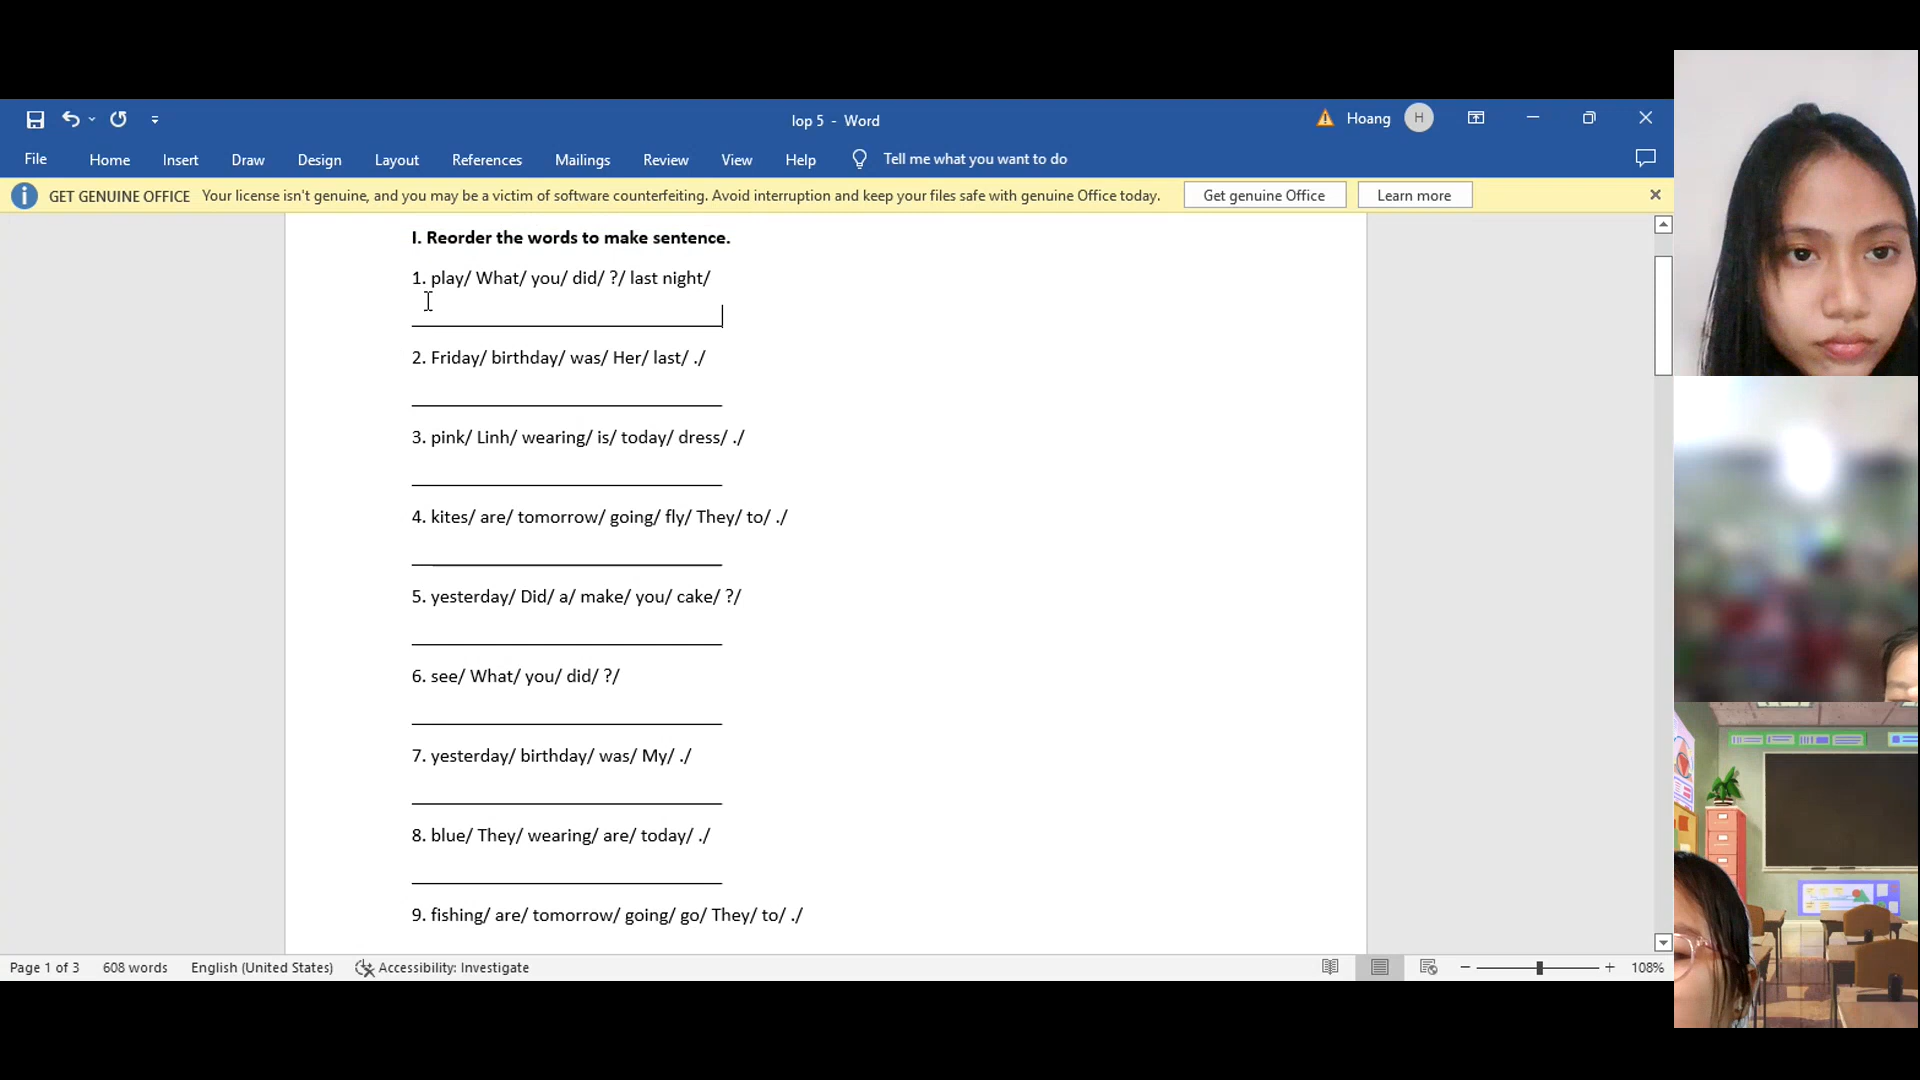 lop 5 - Word
Hoang H
File Home Insert Draw Design Layout References Mailings Review View Help Tell me what you want to do
GET GENUINE OFFICE Your license isn't genuine, and you may be a victim of software counterfeiting. Avoid interruption and keep your files safe with genuine Office today. Get genuine Office Learn more
I. Reorder the words to make sentence.
1. play/ What/ you/ did/ ?/ last night/
2. Friday/ birthday/ was/ Her/ last/ ./
3. pink/ Linh/ wearing/ is/ today/ dress/ ./
4. kites/ are/ tomorrow/ going/ fly/ They/ to/ ./
5. yesterday/ Did/ a/ make/ you/ cake/ ?/
6. see/ What/ you/ did/ ?/
7. yesterday/ birthday/ was/ My/ ./
8. blue/ They/ wearing/ are/ today/ ./
9. fishing/ are/ tomorrow/ going/ go/ They/ to/ ./
Page 1 of 3 608 words English (United States) Accessibility: Investigate 108%